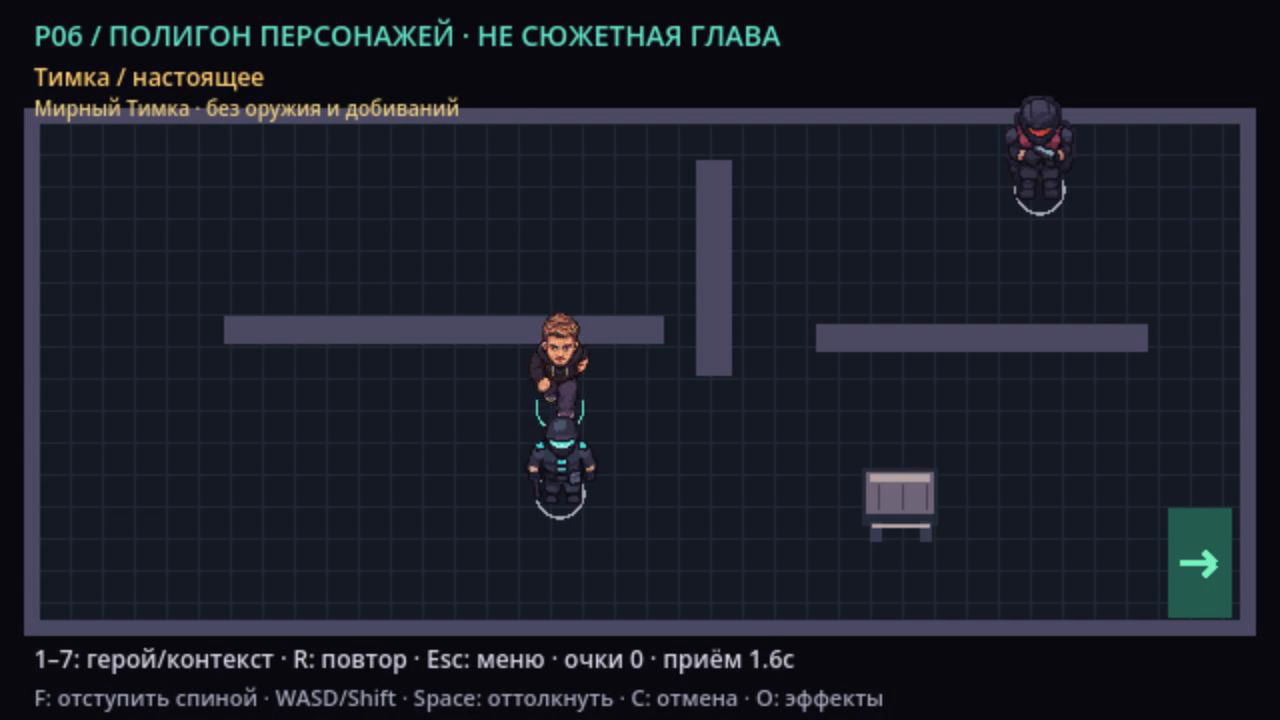 P06 / ПОЛИГОН ПЕРСОНАЖЕЙ · НЕ СЮЖЕТНАЯ ГЛАВА
Тимка / настоящее
Мирный Тимка · без оружия и добиваний
→
1–7: герой/контекст · R: повтор · Esc: меню · очки 0 · приём 1.6с
F: отступить спиной · WASD/Shift · Space: оттолкнуть · C: отмена · O: эффекты